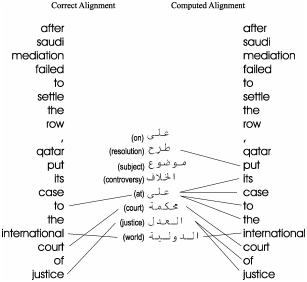 Correct Alignment Computed Alignment
after after
saudi saudi
mediation mediation
failed failed
to to
settle settle
the the
row row
, (on) على ,
qatar (resolution) طرح qatar
put (subject) موضوع put
its (controversy) الخلاف its
case (at) على case
to (court) محكمة to
the (justice) العدل the
international (world) الدولية international
court court
of of
justice justice